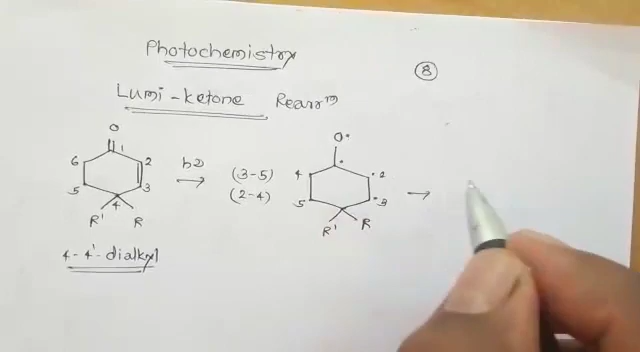 Photochemistry
8
Lumi-ketone Rearrn
O
1
6
2
5
3
4
R' R
4-4'-dialkyl
hν
(3-5)
(2-4)
O•
4
•2
5
•3
R' R